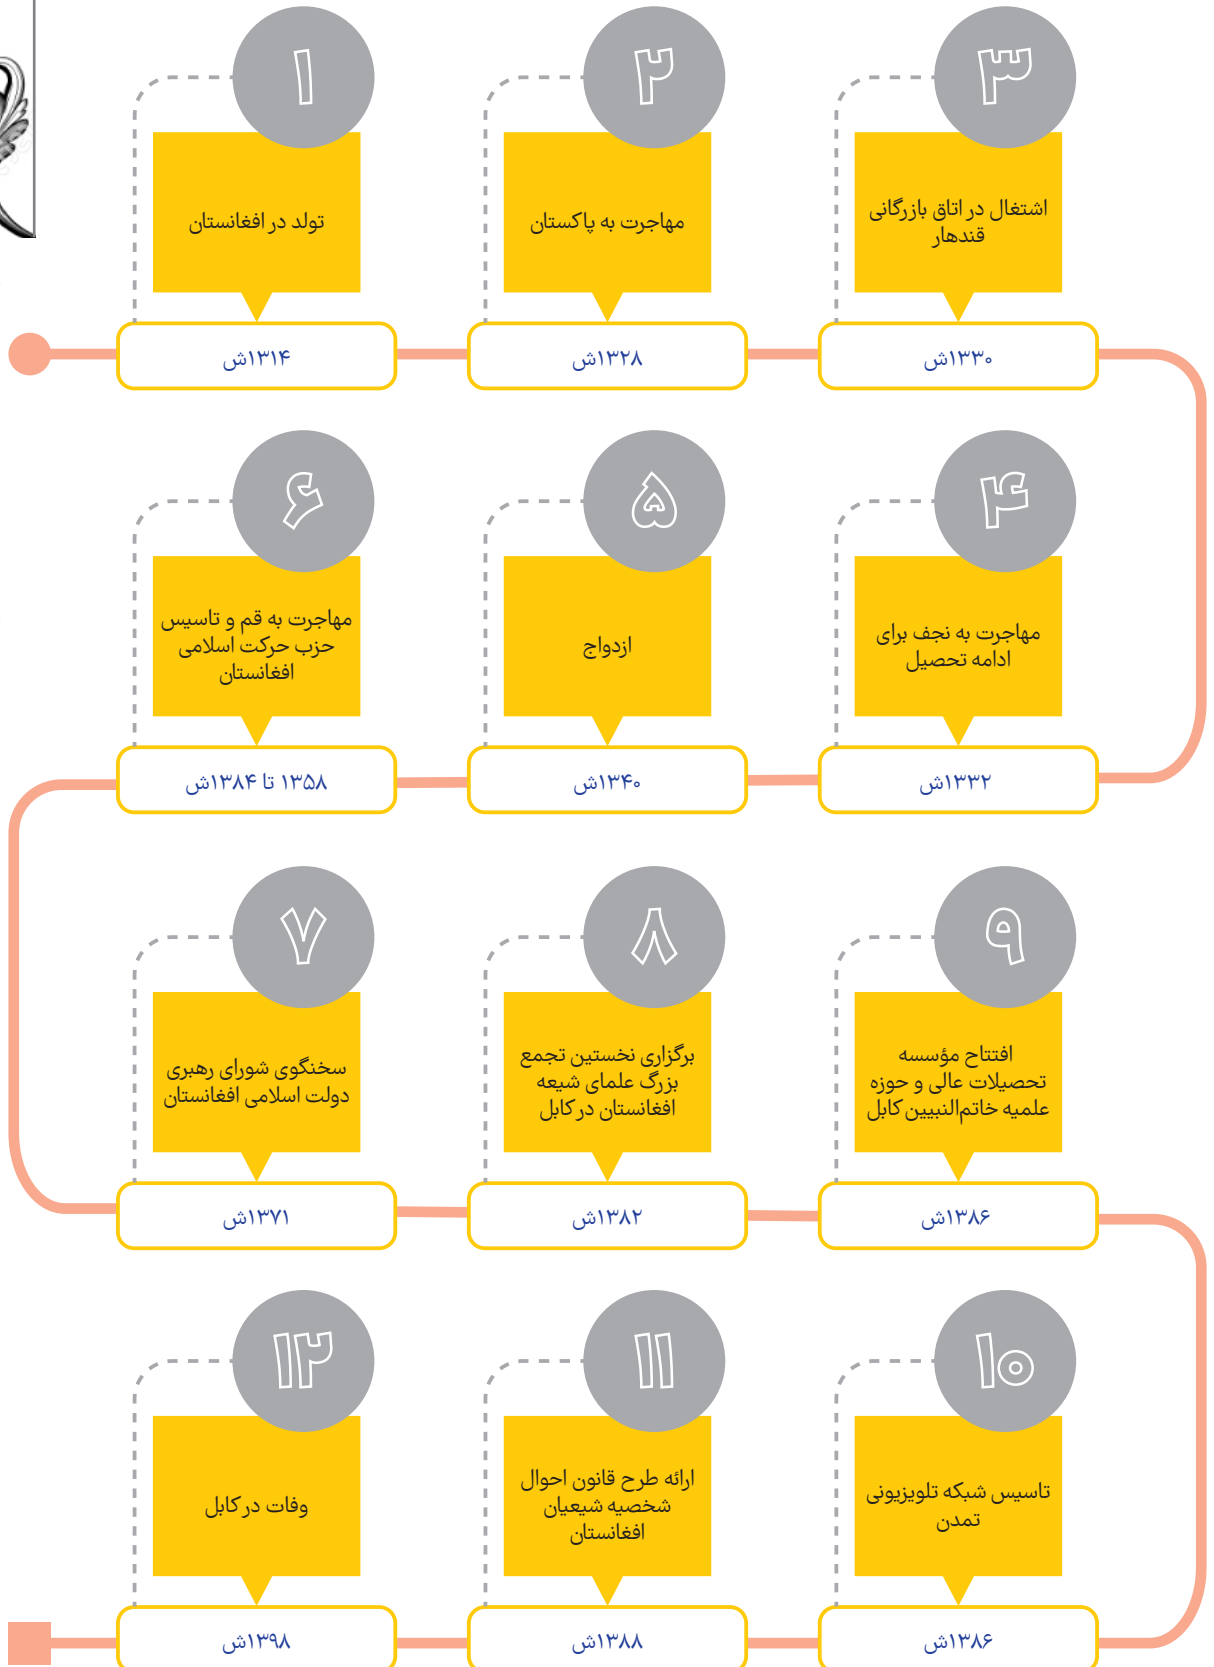 ۱
تولد در افغانستان
۱۳۱۴ش
۲
مهاجرت به پاکستان
۱۳۲۸ش
۳
اشتغال در اتاق بازرگانی
قندهار
۱۳۳۰ش
۴
مهاجرت به نجف برای
ادامه تحصیل
۱۳۳۲ش
۵
ازدواج
۱۳۴۰ش
۶
مهاجرت به قم و تاسیس
حزب حرکت اسلامی
افغانستان
۱۳۵۸ تا ۱۳۸۴ش
۷
سخنگوی شورای رهبری
دولت اسلامی افغانستان
۱۳۷۱ش
۸
برگزاری نخستین تجمع
بزرگ علمای شیعه
افغانستان در کابل
۱۳۸۲ش
۹
افتتاح مؤسسه
تحصیلات عالی و حوزه
علمیه خاتم‌النبیین کابل
۱۳۸۶ش
۱۰
تاسیس شبکه تلویزیونی
تمدن
۱۳۸۶ش
۱۱
ارائه طرح قانون احوال
شخصیه شیعیان
افغانستان
۱۳۸۸ش
۱۲
وفات در کابل
۱۳۹۸ش